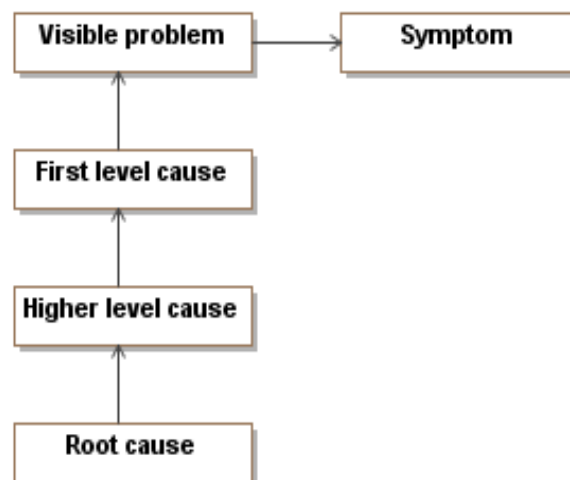 Visible problem
Symptom
First level cause
Higher level cause
Root cause